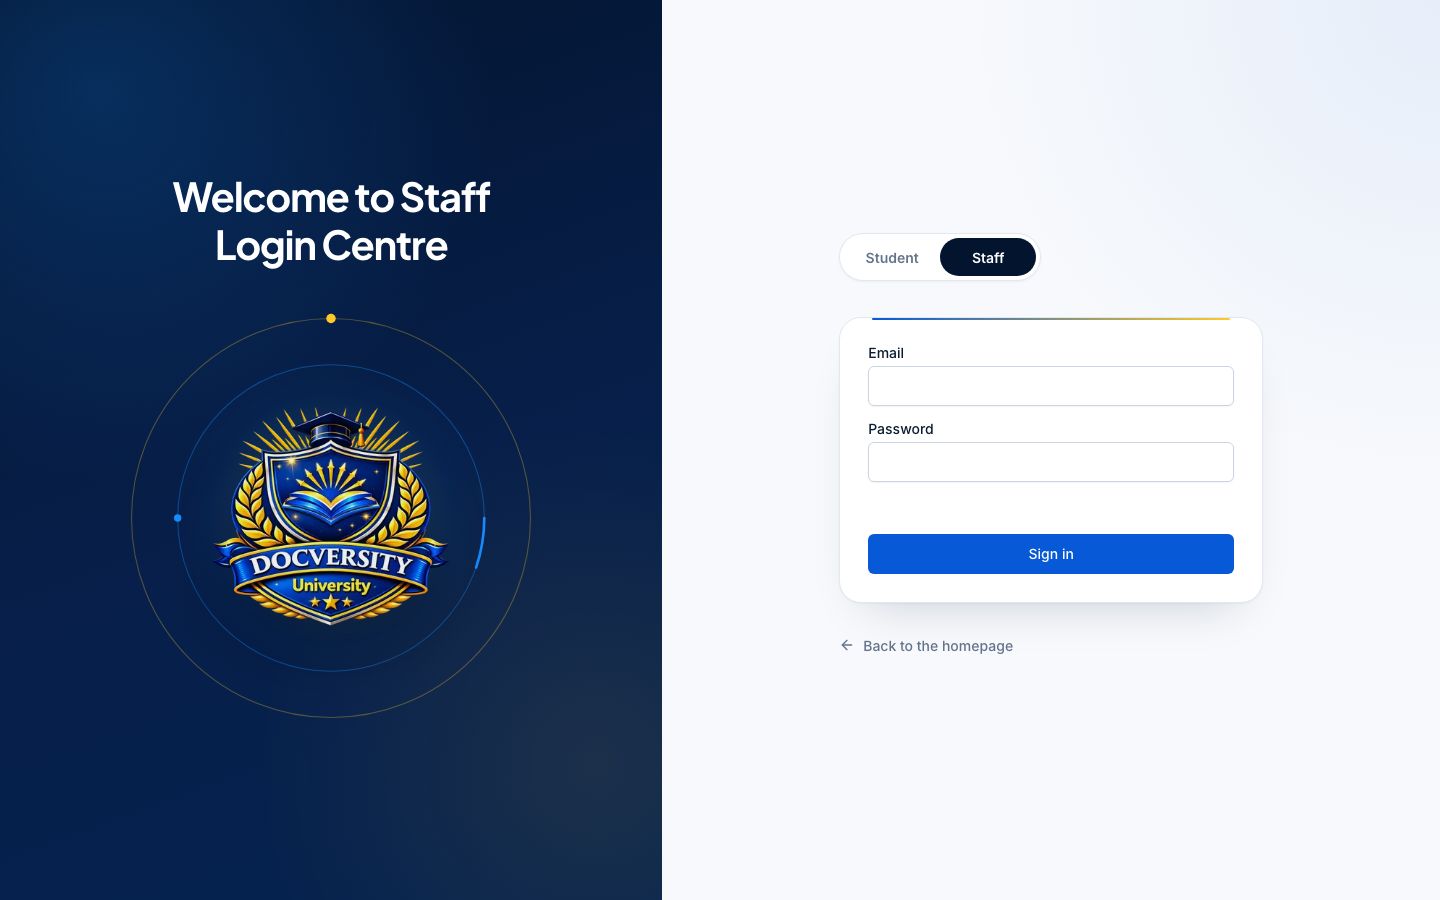 Welcome to Staff
Login Centre
DOCVERSITY
University
Student
Staff
Email
Password
Sign in
Back to the homepage